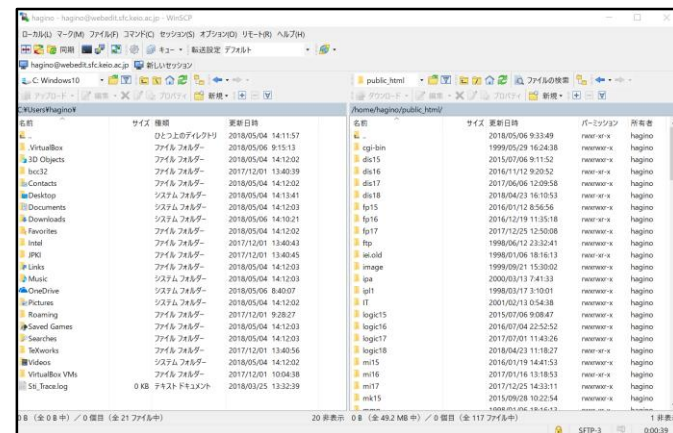 hagino - hagino@webedit.sfc.keio.ac.jp - WinSCP
ローカル(L) マーク(M) ファイル(F) コマンド(C) セッション(S) オプション(O) リモート(R) ヘルプ(H)
同期 キュー 転送設定 デフォルト
hagino@webedit.sfc.keio.ac.jp 新しいセッション
C: Windows10
アップロード 編集 プロパティ 新規
C:¥Users¥hagino¥
名前 サイズ 種類 更新日時
.. ひとつ上のディレクトリ 2018/05/04 14:11:57
.VirtualBox ファイル フォルダー 2018/05/06 9:15:13
3D Objects システム フォルダー 2018/05/04 14:12:02
bcc32 ファイル フォルダー 2017/12/01 13:40:39
Contacts システム フォルダー 2018/05/04 14:12:02
Desktop システム フォルダー 2018/05/04 14:13:41
Documents システム フォルダー 2018/05/04 14:12:03
Downloads システム フォルダー 2018/05/04 14:10:21
Favorites システム フォルダー 2018/05/04 14:12:02
Intel ファイル フォルダー 2017/12/01 13:40:43
JPKI ファイル フォルダー 2017/12/01 13:40:45
Links システム フォルダー 2018/05/04 14:12:03
Music システム フォルダー 2018/05/04 14:12:03
OneDrive システム フォルダー 2018/05/06 8:40:07
Pictures システム フォルダー 2018/05/04 14:12:02
Roaming ファイル フォルダー 2017/12/01 9:28:27
Saved Games システム フォルダー 2018/05/04 14:12:03
Searches システム フォルダー 2018/05/04 14:12:03
TeXworks ファイル フォルダー 2017/12/01 13:40:56
Videos システム フォルダー 2018/05/04 14:12:02
VirtualBox VMs ファイル フォルダー 2017/12/01 10:04:38
Sti_Trace.log 0 KB テキスト ドキュメント 2018/03/25 13:32:39
0 B (全 0 B 中) / 0 個目 (全 21 ファイル中) 20 非表示
public_html ファイルの検索
ダウンロード 編集 プロパティ 新規
/home/hagino/public_html/
名前 サイズ 更新日時 パーミッション 所有者
.. 2018/05/06 9:33:49 rwxr-xr-x hagino
cgi-bin 1999/05/29 16:24:38 rwxrwxr-x hagino
dis15 2015/07/06 9:11:52 rwxrwxr-x hagino
dis16 2016/11/12 9:20:52 rwxr-xr-x hagino
dis17 2017/06/06 12:09:58 rwxrwxr-x hagino
dis18 2018/04/23 16:10:53 rwxr-xr-x hagino
fp15 2016/01/12 8:56:56 rwxrwxr-x hagino
fp16 2016/12/19 11:35:18 rwxrwxr-x hagino
fp17 2017/12/25 12:50:08 rwxrwxr-x hagino
ftp 1998/06/12 23:32:41 rwxr-xr-x hagino
iei.old 1998/01/06 18:16:13 rwxr-xr-x hagino
image 1999/09/21 15:30:02 rwxrwxr-x hagino
ipa 2000/03/13 7:41:33 rwxrwxr-x hagino
ipl1 1998/03/17 3:10:01 rwxrwxr-x hagino
IT 2001/02/13 0:54:38 rwxrwxr-x hagino
logic15 2015/07/06 9:08:47 rwxrwxr-x hagino
logic16 2016/07/04 22:52:52 rwxrwxr-x hagino
logic17 2017/07/01 11:43:26 rwxrwxr-x hagino
logic18 2018/04/23 11:18:27 rwxr-xr-x hagino
mi15 2016/01/19 14:41:53 rwxrwxr-x hagino
mi16 2017/01/16 13:18:53 rwxr-xr-x hagino
mi17 2017/12/25 14:33:11 rwxrwxr-x hagino
mk15 2015/09/28 10:22:54 rwxrwxr-x hagino
0 B (全 49.2 MB 中) / 0 個目 (全 117 ファイル中) 1 非表
SFTP-3 0:00:39